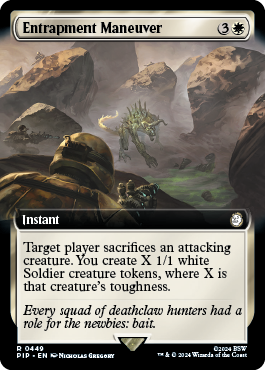 Entrapment Maneuver 3
Instant
Target player sacrifices an attacking
creature. You create X 1/1 white
Soldier creature tokens, where X is
that creature's toughness.
Every squad of deathclaw hunters had a
role for the newbies: bait.
R 0449 ©2024 BSW
PIP • EN Nicholas Gregory ™ & © 2024 Wizards of the Coast